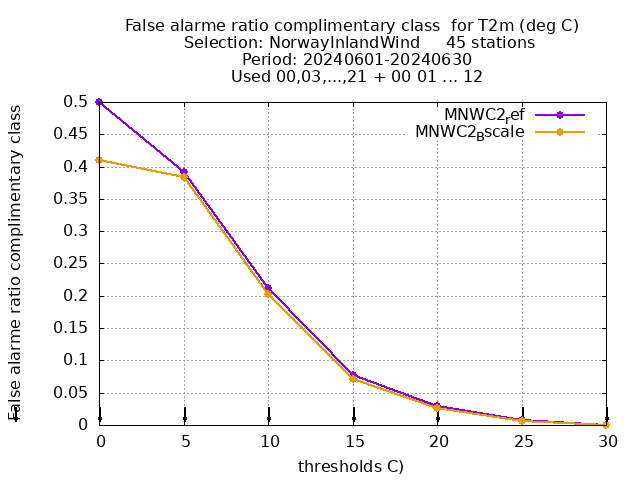 False alarme ratio complimentary class  for T2m (deg C)
Selection: NorwayInlandWind     45 stations
Period: 20240601-20240630
Used 00,03,...,21 + 00 01 ... 12
False alarme ratio complimentary class
MNWC2ref
MNWC2Bscale
0.5
0.45
0.4
0.35
0.3
0.25
0.2
0.15
0.1
0.05
0
0 5 10 15 20 25 30
thresholds C)